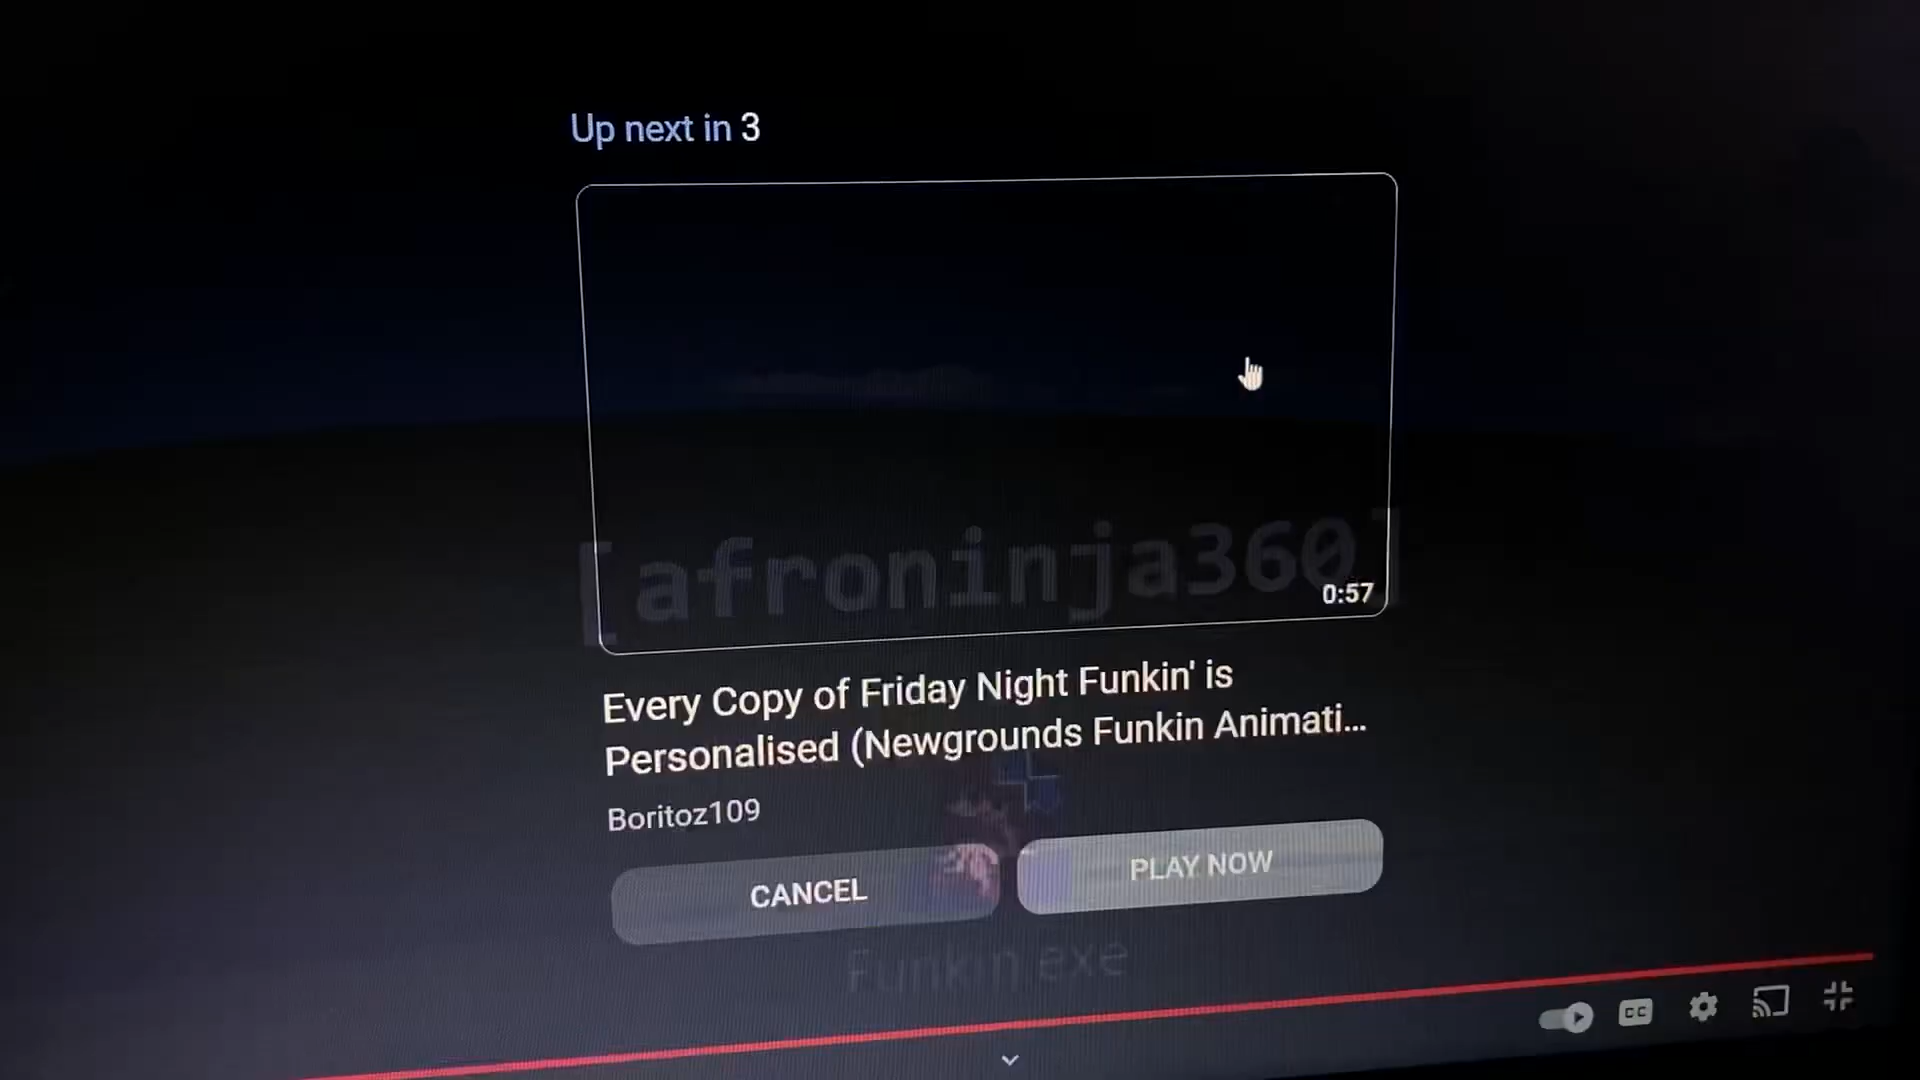 Up next in 3
[afroninja360]
0:57
Every Copy of Friday Night Funkin' is
Personalised (Newgrounds Funkin Animati...
Boritoz109
CANCEL
PLAY NOW
Funkin.exe
CC